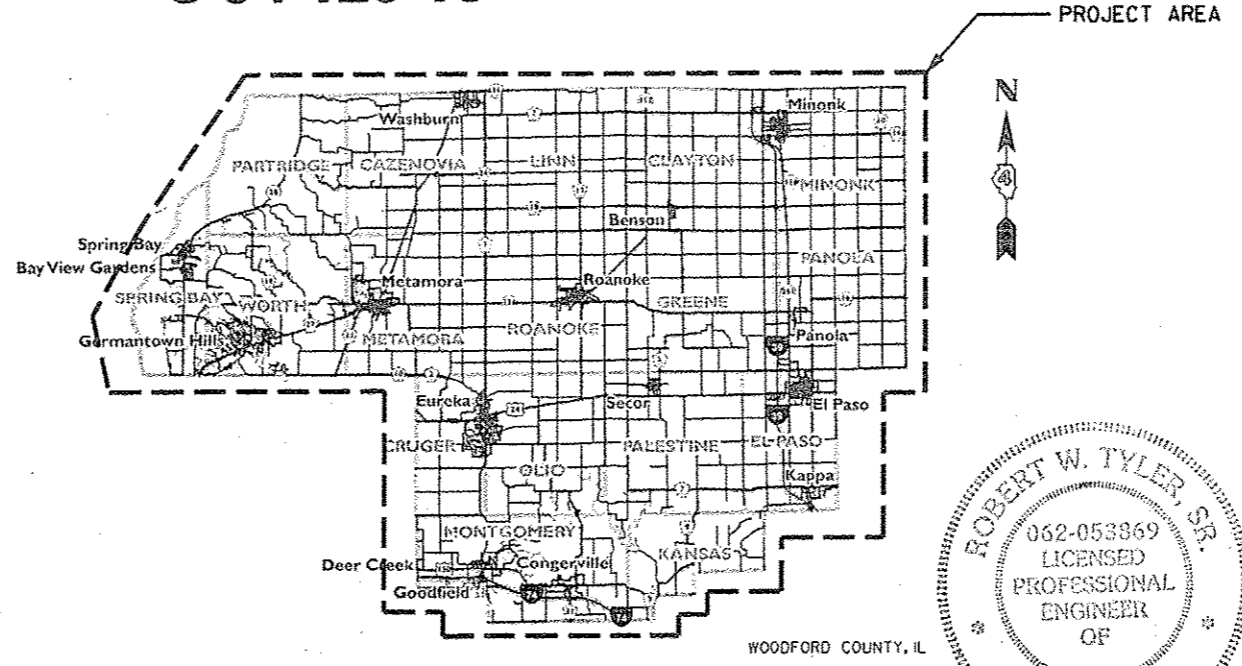 PROJECT AREA
N
4
Minonk
Washburn
PARTRIDGE
CAZENOVIA
LINN
CLAYTON
MINONK
Benson
Spring Bay
Bay View Gardens
PANOLA
Metamora
Roanoke
SPRING BAY
WORTH
GREENE
ROANOKE
Germantown Hills
METAMORA
Panola
Eureka
24
Secor
El Paso
CRUGER
PALESTINE
EL PASO
OLIO
Kappa
MONTGOMERY
KANSAS
Deer Creek
Congerville
Goodfield
WOODFORD COUNTY, IL
ROBERT W. TYLER, SR.
062-053869
LICENSED
PROFESSIONAL
ENGINEER
OF